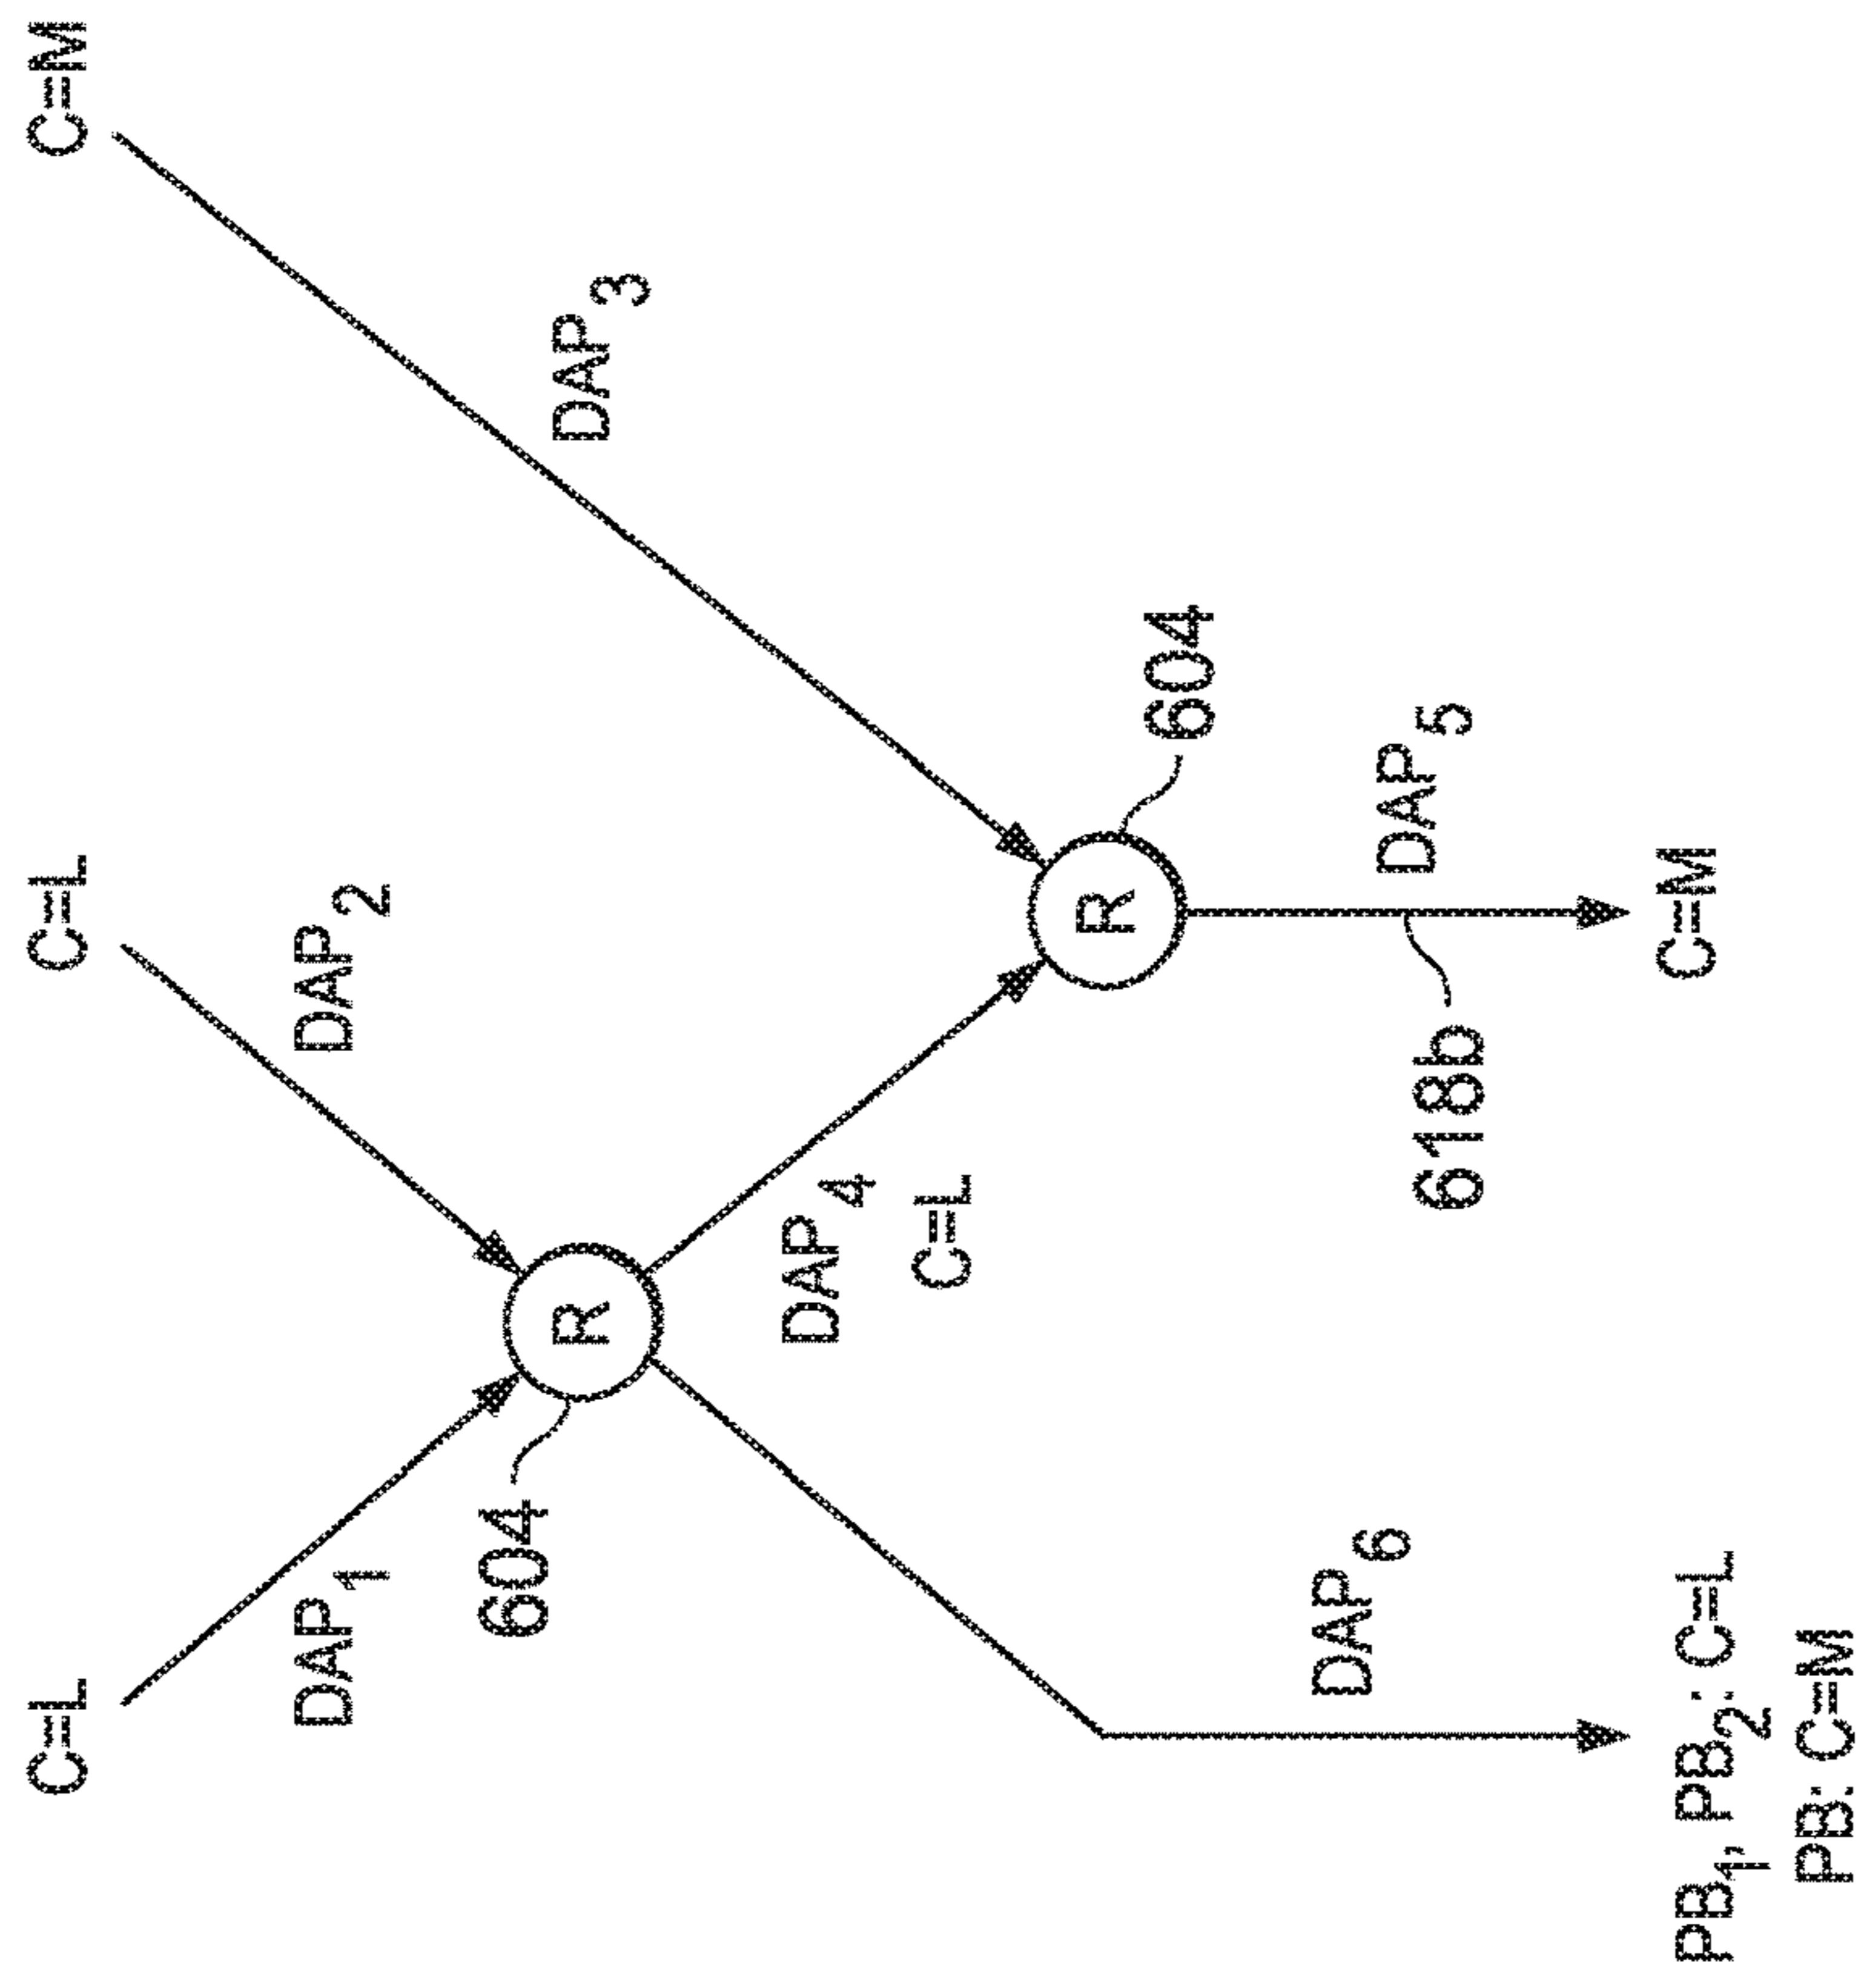 C=L
C=L
C=M
DAP1
DAP2
DAP3
604
R
DAP4
C=L
R
604
DAP6
DAP5
618b
PB1, PB2: C=L
C=M
PB: C=M